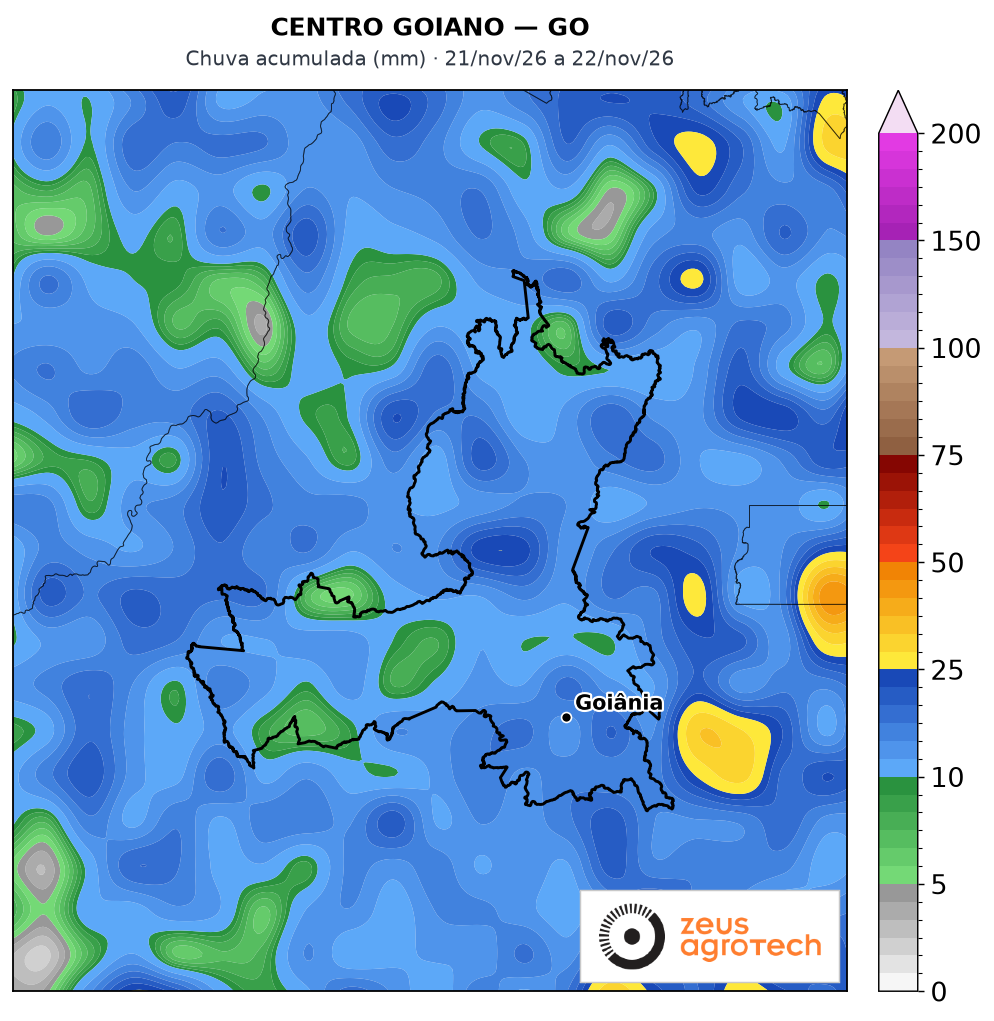 CENTRO GOIANO — GO
Chuva acumulada (mm) · 21/nov/26 a 22/nov/26
200
150
100
75
50
25
10
5
0
Goiânia
zeus
agrotech